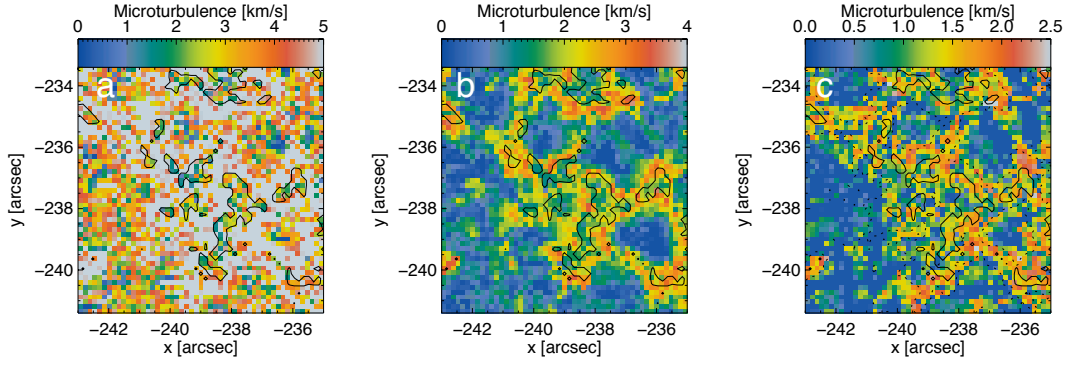 Microturbulence [km/s] Microturbulence [km/s] Microturbulence [km/s]
0 1 2 3 4 5 0 1 2 3 4 0.0 0.5 1.0 1.5 2.0 2.5
a b c
−234 −234 −234
−236 −236 −236
−238 −238 −238
−240 −240 −240
y [arcsec] y [arcsec] y [arcsec]
−242 −240 −238 −236 −242 −240 −238 −236 −242 −240 −238 −236
x [arcsec] x [arcsec] x [arcsec]